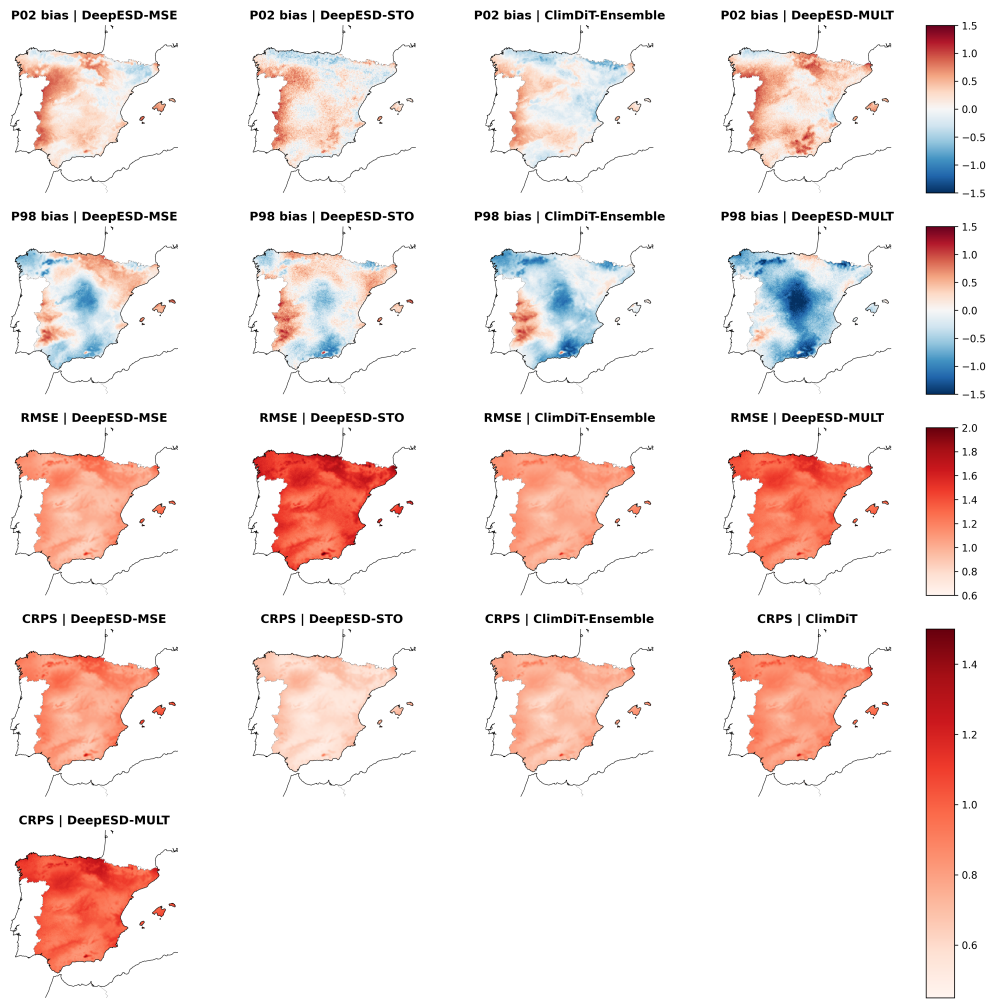 P02 bias | DeepESD-MSE
P02 bias | DeepESD-STO
P02 bias | ClimDiT-Ensemble
P02 bias | DeepESD-MULT
1.5
1.0
0.5
0.0
−0.5
−1.0
−1.5
P98 bias | DeepESD-MSE
P98 bias | DeepESD-STO
P98 bias | ClimDiT-Ensemble
P98 bias | DeepESD-MULT
1.5
1.0
0.5
0.0
−0.5
−1.0
−1.5
RMSE | DeepESD-MSE
RMSE | DeepESD-STO
RMSE | ClimDiT-Ensemble
RMSE | DeepESD-MULT
2.0
1.8
1.6
1.4
1.2
1.0
0.8
0.6
CRPS | DeepESD-MSE
CRPS | DeepESD-STO
CRPS | ClimDiT-Ensemble
CRPS | ClimDiT
1.4
1.2
1.0
0.8
0.6
CRPS | DeepESD-MULT